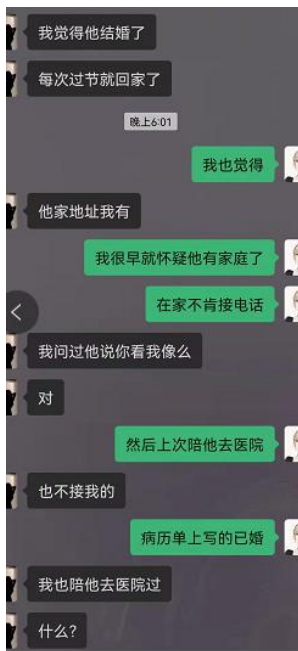 我觉得他结婚了
每次过节就回家了
晚上6:01
我也觉得
他家地址我有
我很早就怀疑他有家庭了
在家不肯接电话
我问过他说你看我像么
对
然后上次陪他去医院
也不接我的
病历单上写的已婚
我也陪他去医院过
什么?